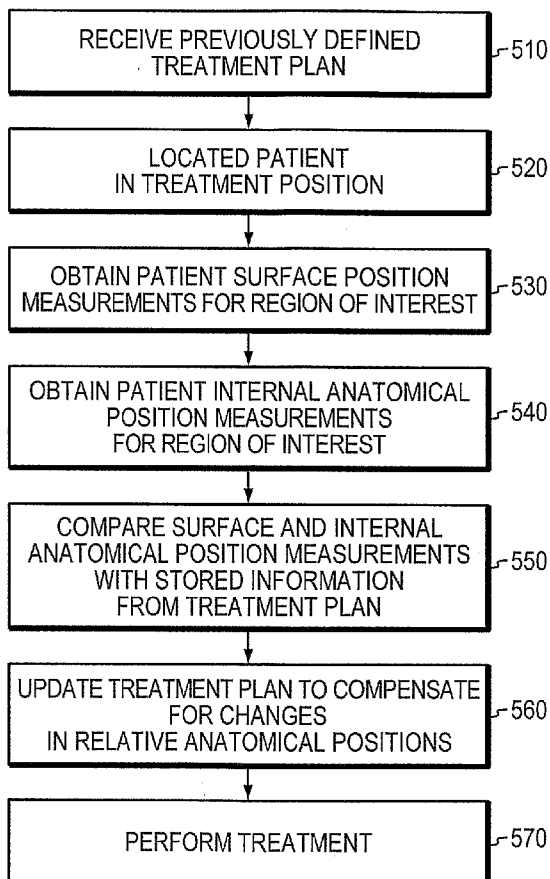 RECEIVE PREVIOUSLY DEFINED
TREATMENT PLAN
510
LOCATED PATIENT
IN TREATMENT POSITION
520
OBTAIN PATIENT SURFACE POSITION
MEASUREMENTS FOR REGION OF INTEREST
530
OBTAIN PATIENT INTERNAL ANATOMICAL
POSITION MEASUREMENTS
FOR REGION OF INTEREST
540
COMPARE SURFACE AND INTERNAL
ANATOMICAL POSITION MEASUREMENTS
WITH STORED INFORMATION
FROM TREATMENT PLAN
550
UPDATE TREATMENT PLAN TO COMPENSATE
FOR CHANGES
IN RELATIVE ANATOMICAL POSITIONS
560
PERFORM TREATMENT
570